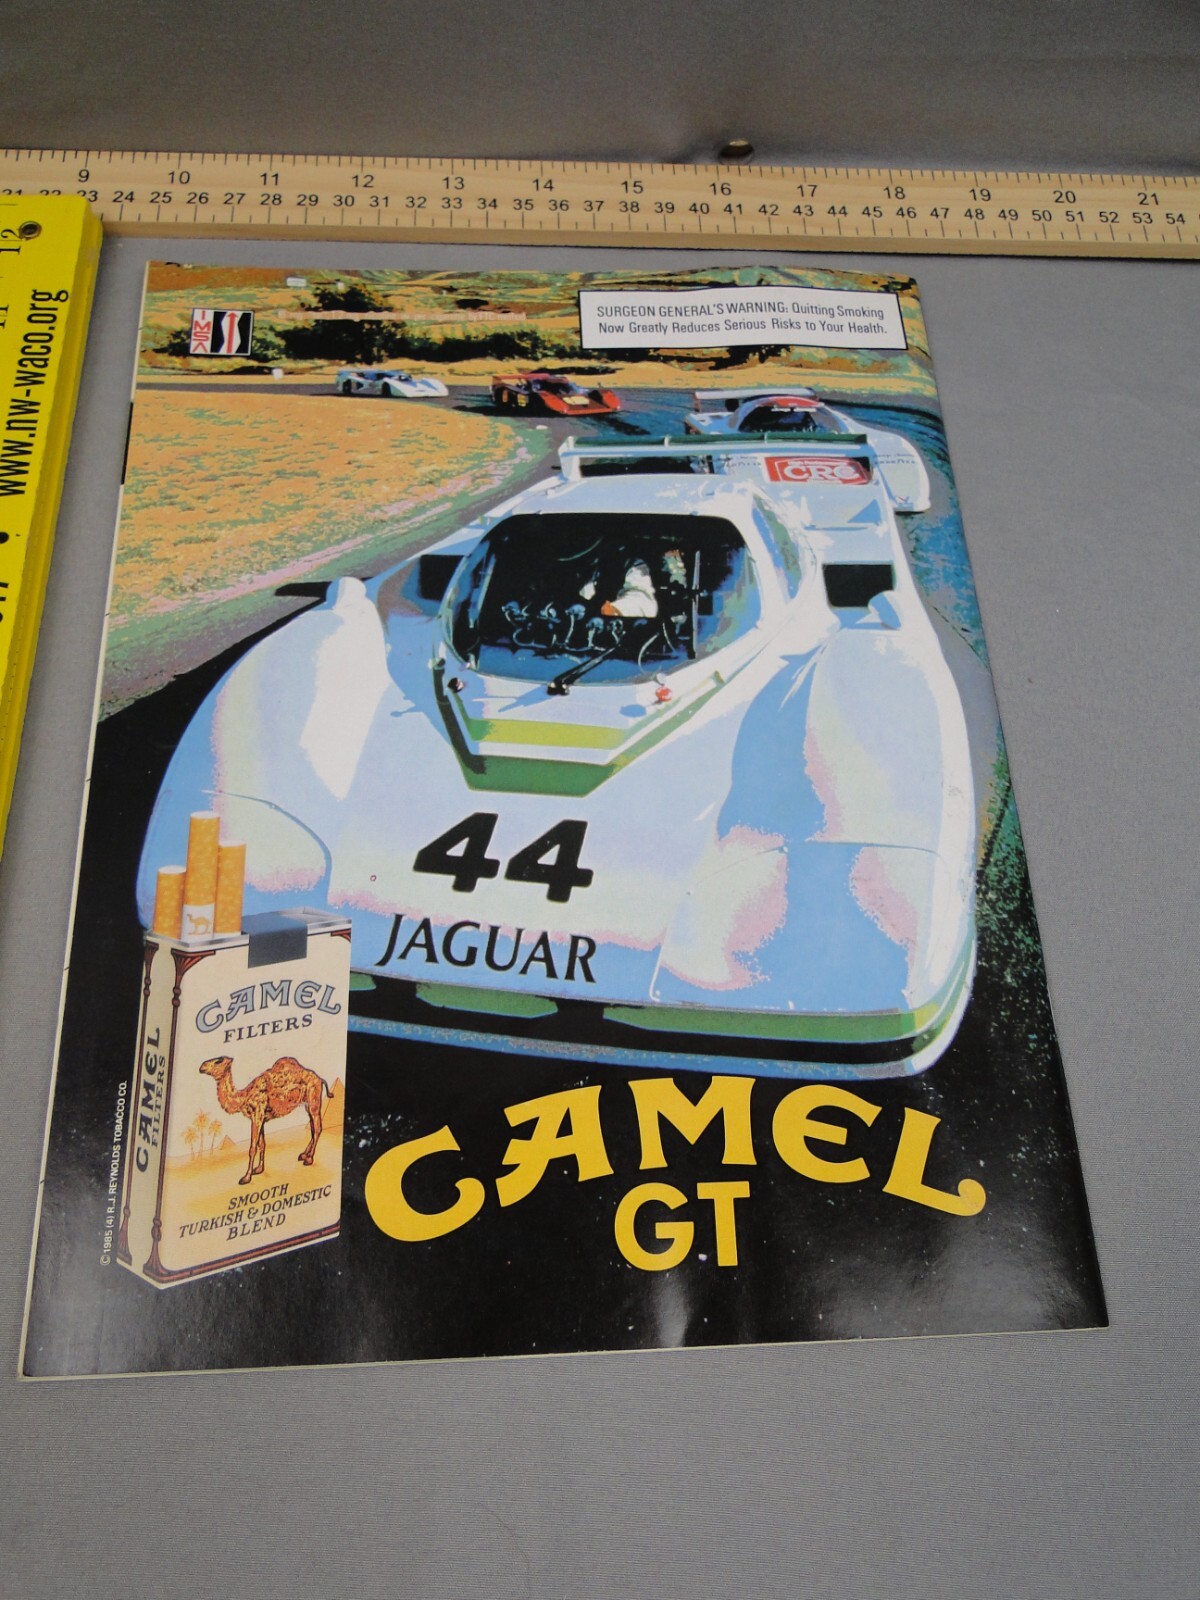 9 10 11 12 13 14 15 16 17 18 19 20 21
23 24 25 26 27 28 29 30 31 32 33 34 35 36 37 38 39 40 41 42 43 44 45 46 47 48 49 50 51 52 53 54
12
11
www.nw-waco.org
IMSA
SURGEON GENERAL'S WARNING: Quitting Smoking
Now Greatly Reduces Serious Risks to Your Health.
CRC
44
JAGUAR
CAMEL
FILTERS
CAMEL
FILTERS
SMOOTH
TURKISH & DOMESTIC
BLEND
© 1985 (4) R.J. REYNOLDS TOBACCO CO.
CAMEL
GT